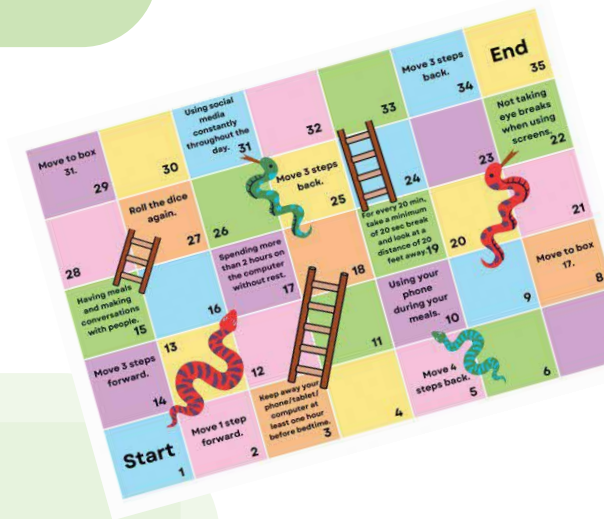 Move to box
31.
29
30
Using social
media
constantly
throughout the
day. 31
32
33
Move 3 steps
back.
34
End
35
28
Roll the dice
again.
27
26
Move 3 steps
back.
25
24
23
Not taking
eye breaks
when using
screens. 22
Having meals
and making
conversations
with people.
15
16
Spending more
than 2 hours on
the computer
without rest.
17
18
For every 20 min,
take a minimum
of 20 sec break
and look at a
distance of 20
feet away. 19
20
21
Move 3 steps
forward.
14
13
12
11
Using your
phone
during your
meals.
10
9
Move to box
17.
8
Start
1
Move 1 step
forward.
2
Keep away your
phone/tablet/
computer at
least one hour
before bedtime.
3
4
Move 4
steps back.
5
6